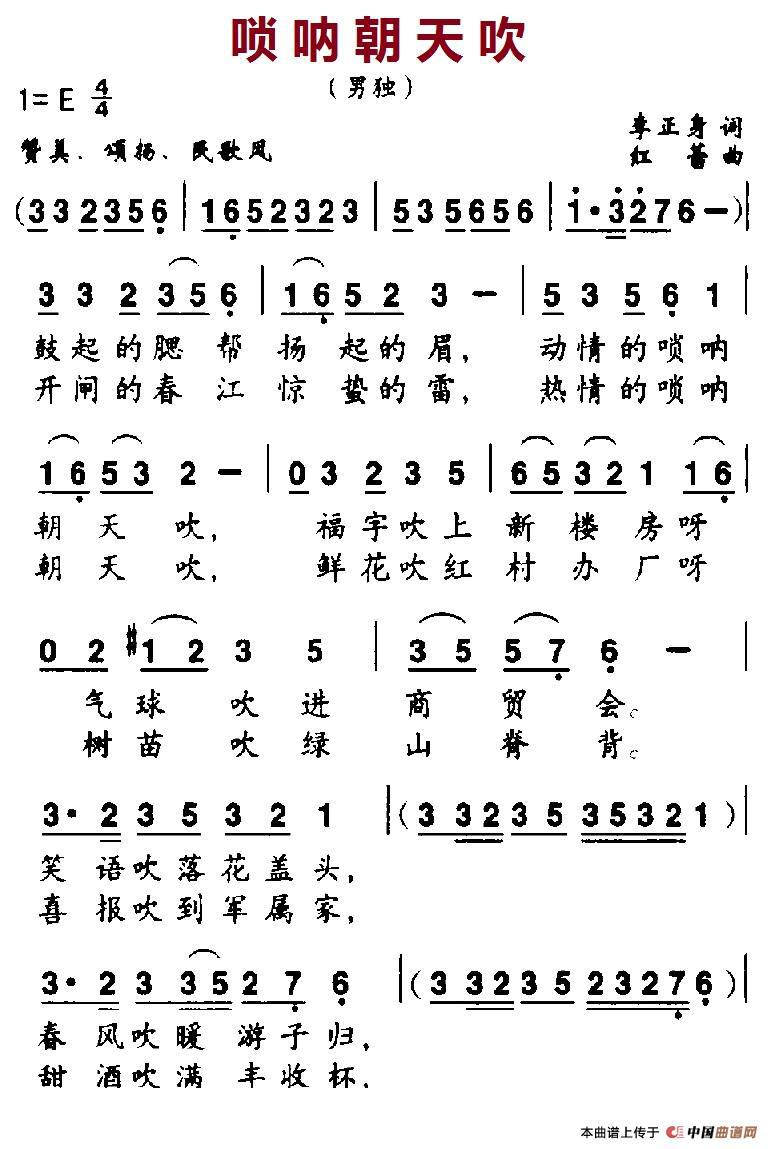 唢呐朝天吹
（男独）
1=E 4/4
赞美、颂扬、民歌风
李正身 词
红蕾 曲
(3 3 2 3 5 6 | 1 6 5 2 3 2 3 | 5 3 5 6 5 6 | 1 · 3 2 7 6 – )|
3 3 2 3 5 6 | 1 6 5 2 3 – | 5 3 5 6 1 |
鼓起的腮帮扬起的眉，动情的唢呐
开闸的春江惊蛰的雷，热情的唢呐
1 6 5 3 2 – | 0 3 2 3 5 | 6 5 3 2 1 1 6 |
朝天吹，福字吹上新楼房呀
朝天吹，鲜花吹红村办厂呀
0 2 #1 2 3 5 | 3 5 5 7 6 – |
气球吹进商贸会。
树苗吹绿山脊背。
3 · 2 3 5 3 2 1 | (3 3 2 3 5 3 5 3 2 1 )|
笑语吹落花盖头，
喜报吹到军属家，
3 · 2 3 3 5 2 7 6 | (3 3 2 3 5 2 3 2 7 6 )|
春风吹暖游子归，
甜酒吹满丰收杯．
本曲谱上传于 中国曲谱网